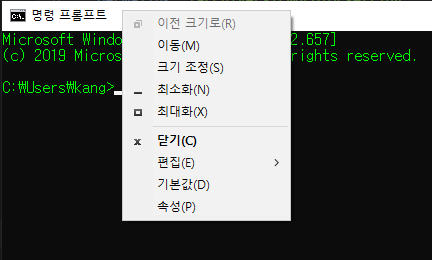 명령 프롬프트
이전 크기로(R)
이동(M)
크기 조정(S)
최소화(N)
최대화(X)
닫기(C)
편집(E)
기본값(D)
속성(P)
Microsoft Windo 2.657]
(c) 2019 Micros rights reserved.
C:\Users\kang>